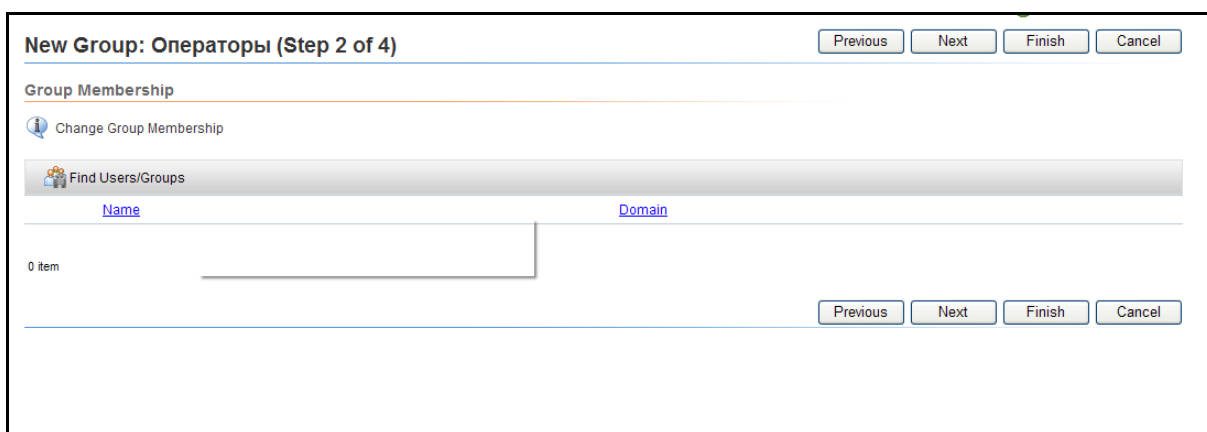 New Group: Операторы (Step 2 of 4) Previous Next Finish Cancel
Group Membership
Change Group Membership
Find Users/Groups
Name Domain
0 item
Previous Next Finish Cancel